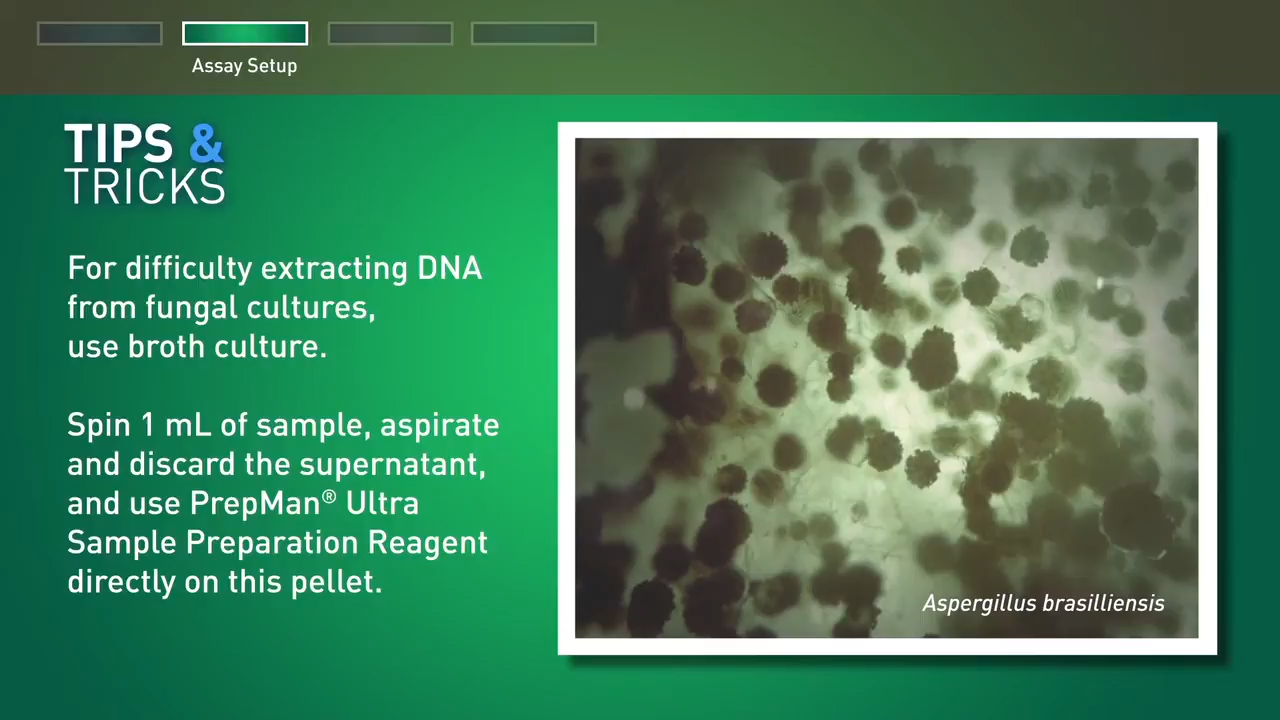 Assay Setup
TIPS &
TRICKS
For difficulty extracting DNA
from fungal cultures,
use broth culture.
Spin 1 mL of sample, aspirate
and discard the supernatant,
and use PrepMan® Ultra
Sample Preparation Reagent
directly on this pellet.
Aspergillus brasilliensis